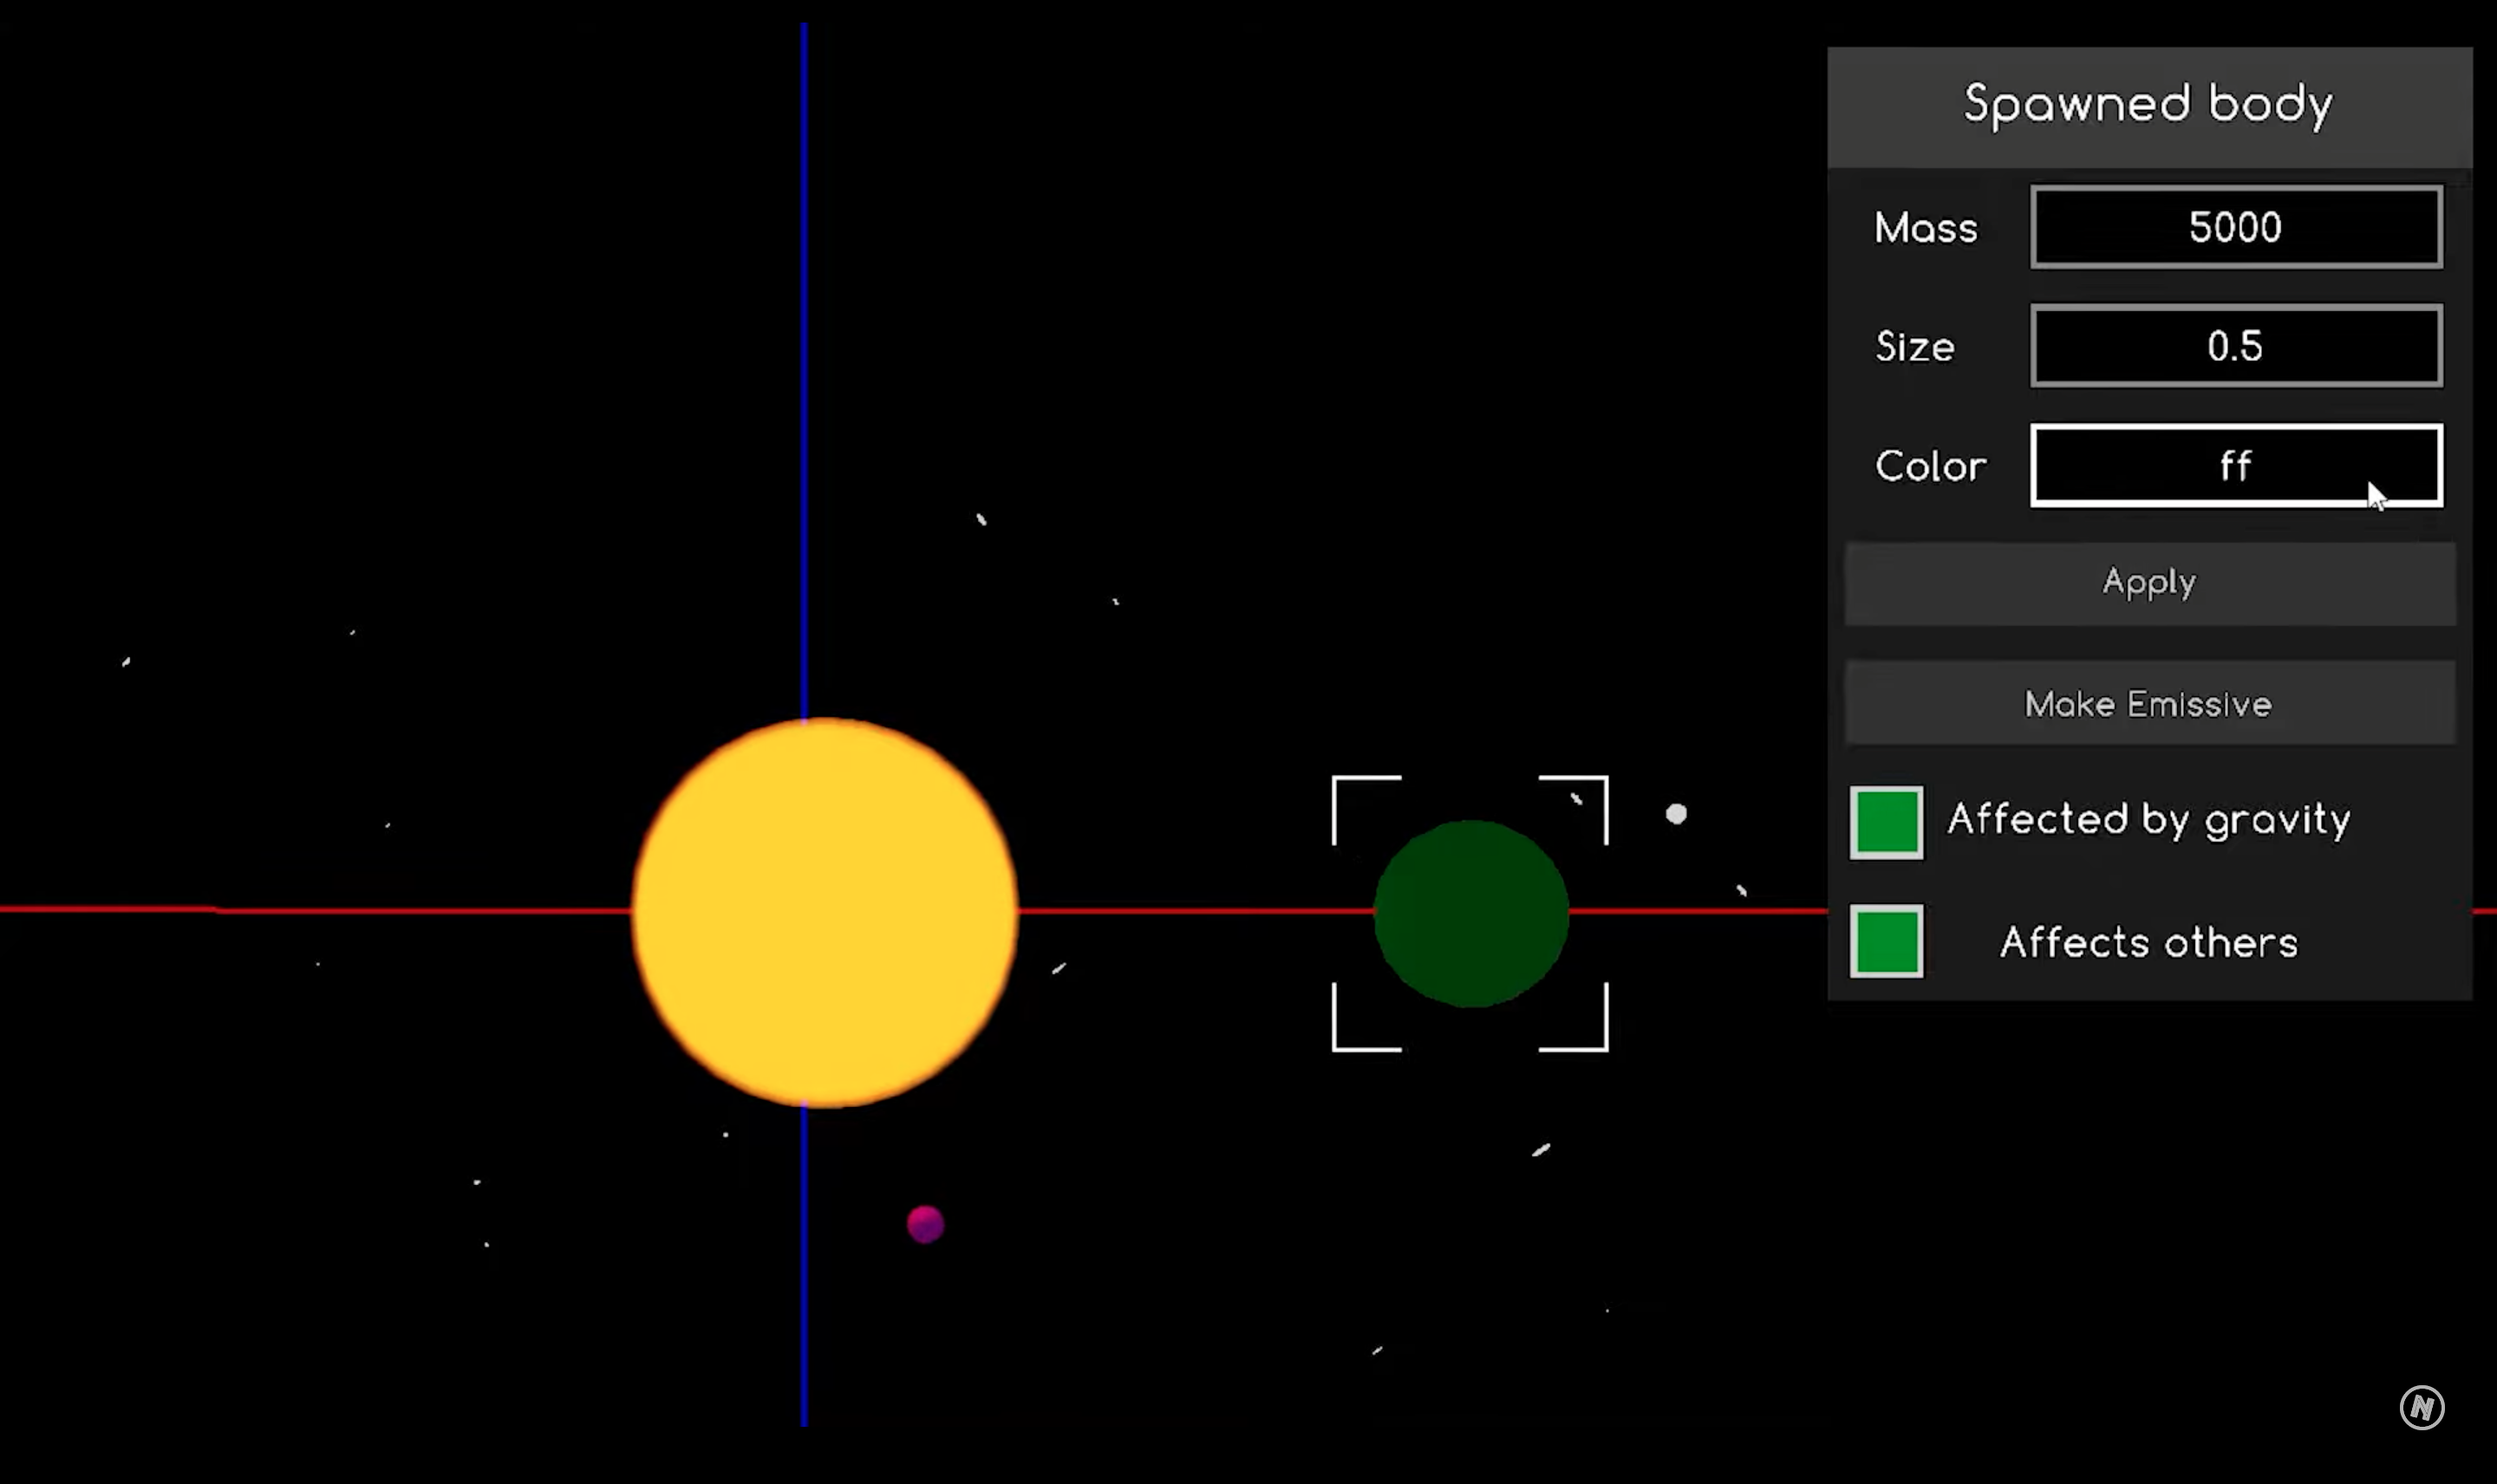 Spawned body
Mass 5000
Size 0.5
Color ff
Apply
Make Emissive
Affected by gravity
Affects others
N